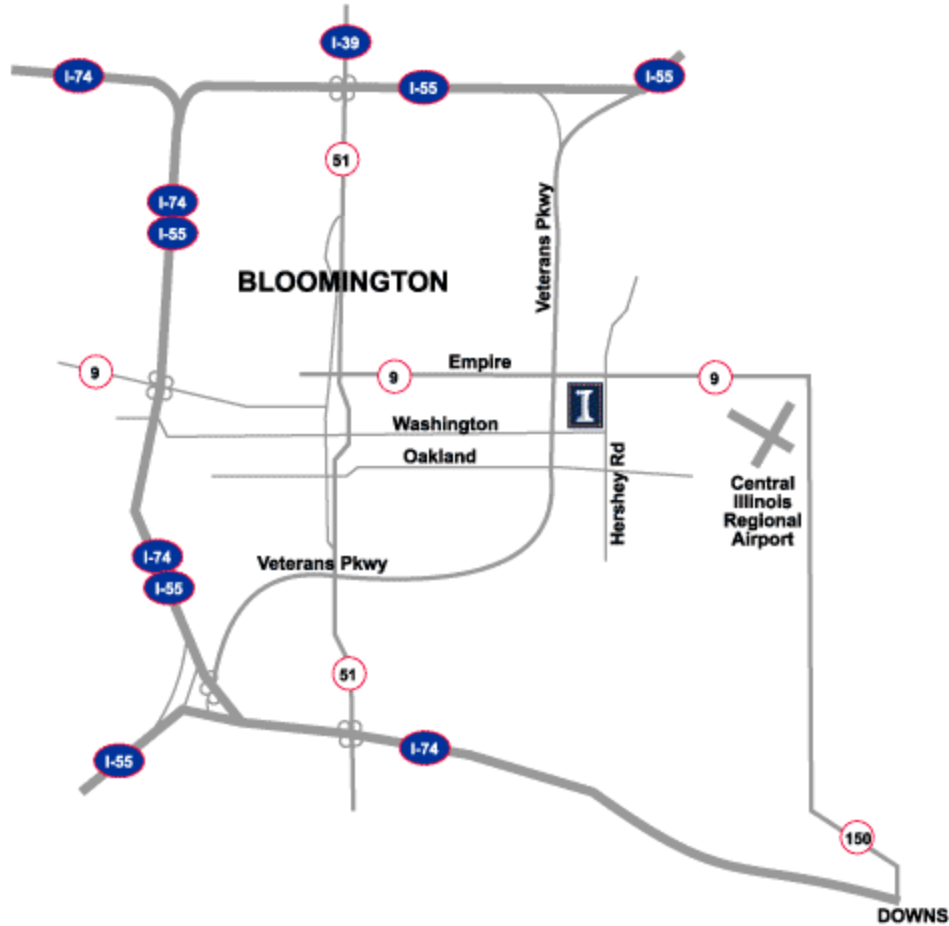 I-39
I-74
I-55
I-55
51
I-74
I-55
Veterans Pkwy
BLOOMINGTON
Empire
9
9
9
I
Washington
Oakland
Hershey Rd
Central
Illinois
Regional
Airport
I-74
I-55
Veterans Pkwy
51
I-55
I-74
150
DOWNS